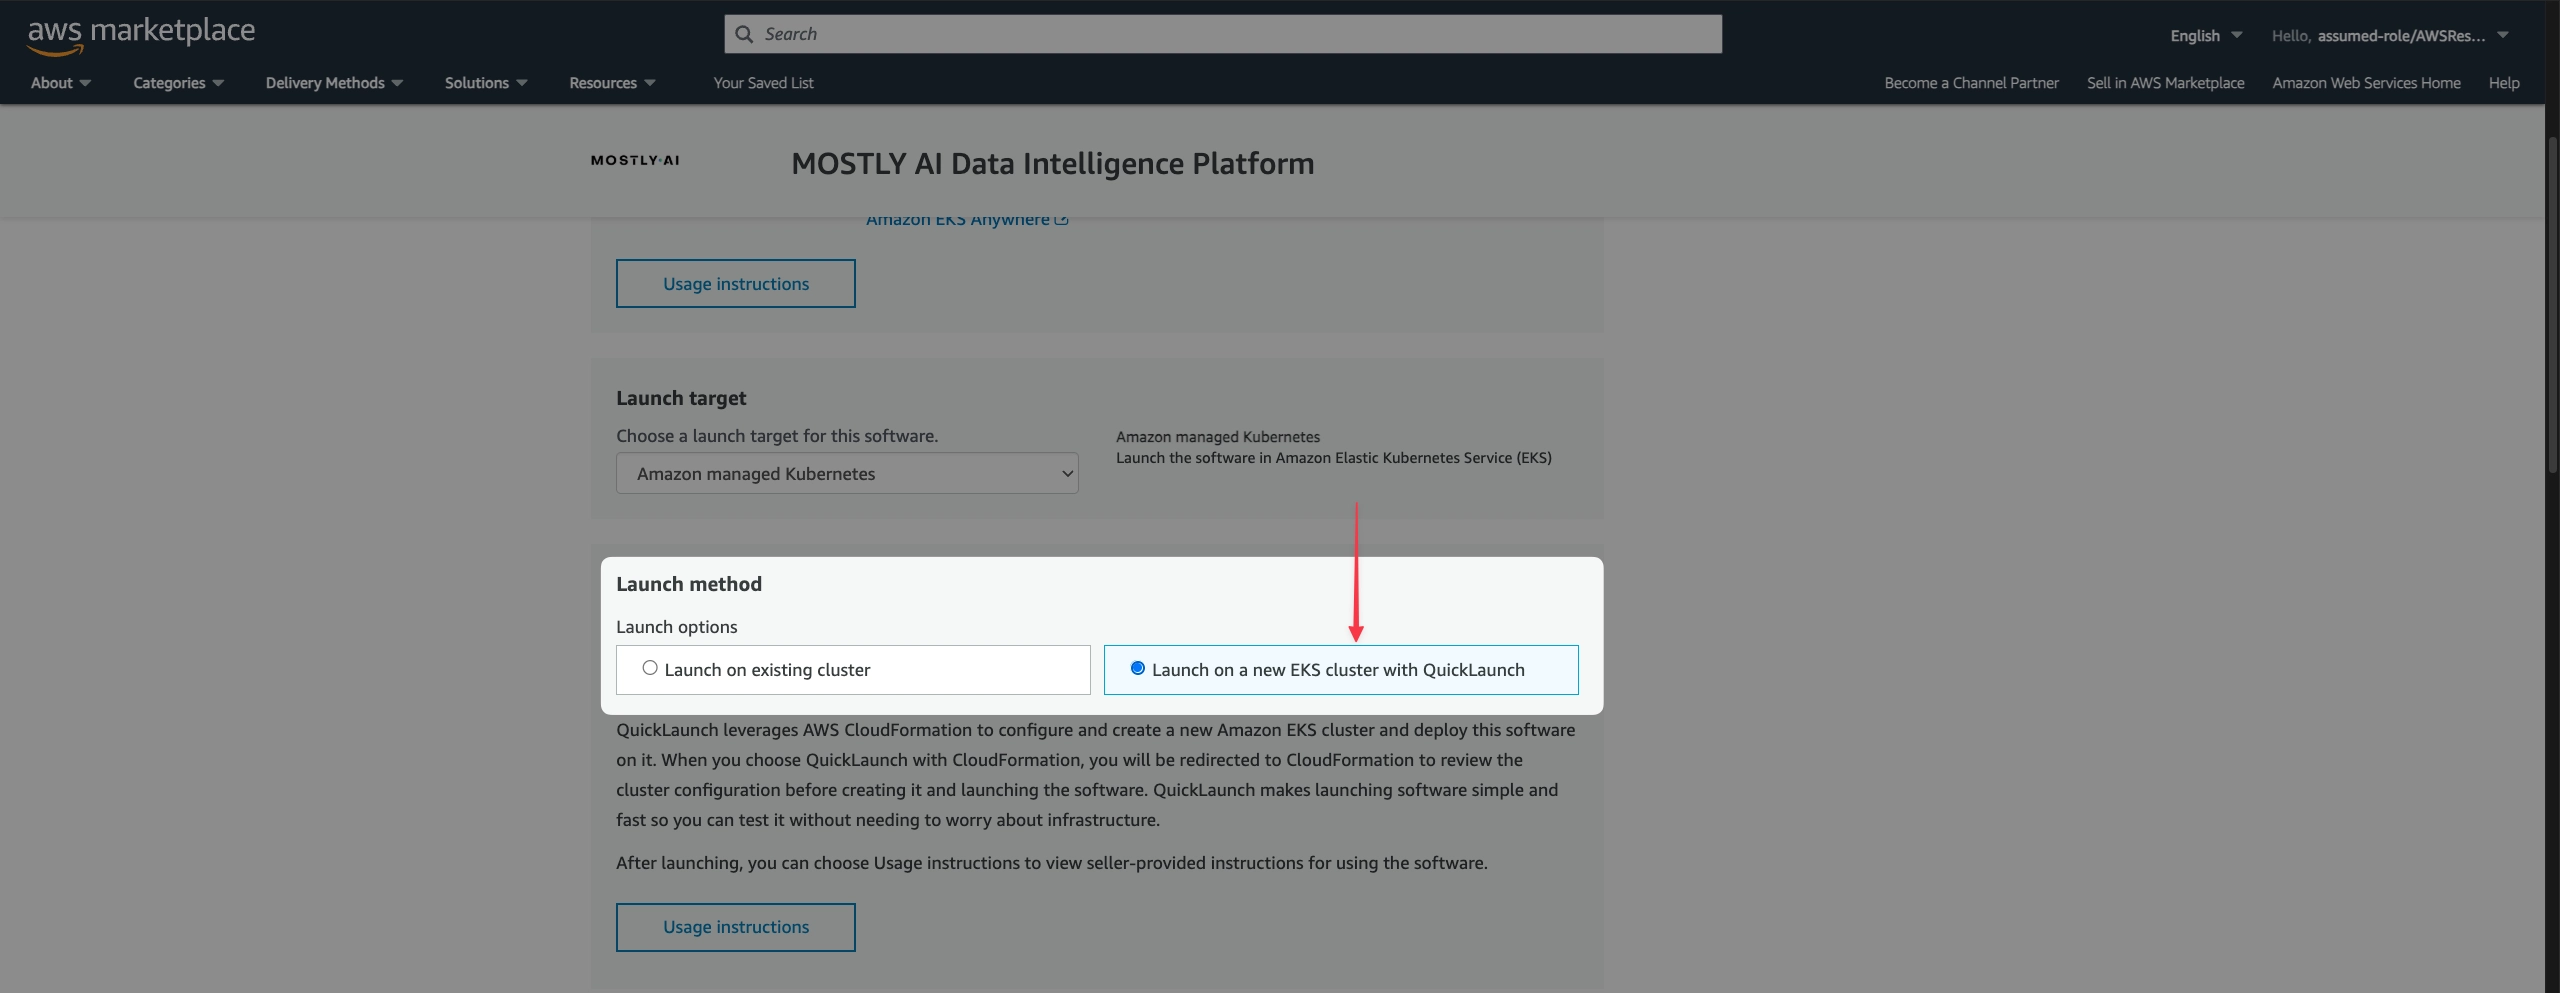 aws marketplace
Search
English
Hello, assumed-role/AWSRes...
About
Categories
Delivery Methods
Solutions
Resources
Your Saved List
Become a Channel Partner
Sell in AWS Marketplace
Amazon Web Services Home
Help
MOSTLY·AI
MOSTLY AI Data Intelligence Platform
Amazon EKS Anywhere
Usage instructions
Launch target
Choose a launch target for this software.
Amazon managed Kubernetes
Amazon managed Kubernetes
Launch the software in Amazon Elastic Kubernetes Service (EKS)
Launch method
Launch options
Launch on existing cluster
Launch on a new EKS cluster with QuickLaunch
QuickLaunch leverages AWS CloudFormation to configure and create a new Amazon EKS cluster and deploy this software
on it. When you choose QuickLaunch with CloudFormation, you will be redirected to CloudFormation to review the
cluster configuration before creating it and launching the software. QuickLaunch makes launching software simple and
fast so you can test it without needing to worry about infrastructure.
After launching, you can choose Usage instructions to view seller-provided instructions for using the software.
Usage instructions